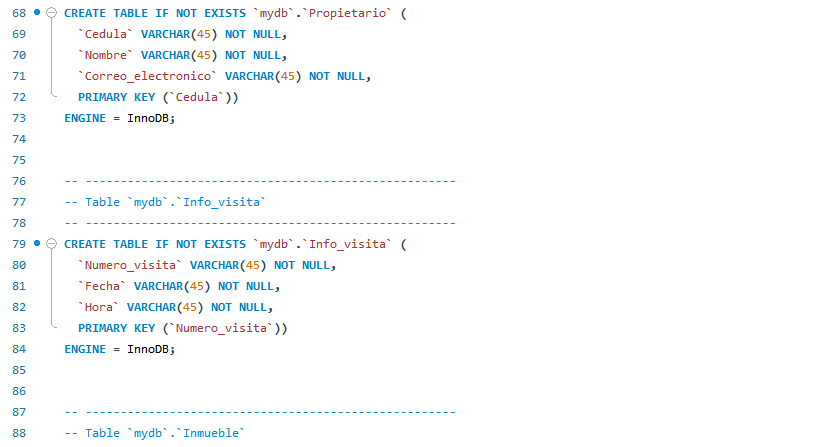 68 CREATE TABLE IF NOT EXISTS `mydb`.`Propietario` (
69 `Cedula` VARCHAR(45) NOT NULL,
70 `Nombre` VARCHAR(45) NOT NULL,
71 `Correo_electronico` VARCHAR(45) NOT NULL,
72 PRIMARY KEY (`Cedula`))
73 ENGINE = InnoDB;
74
75
76 -- -----------------------------------------------------
77 -- Table `mydb`.`Info_visita`
78 -- -----------------------------------------------------
79 CREATE TABLE IF NOT EXISTS `mydb`.`Info_visita` (
80 `Numero_visita` VARCHAR(45) NOT NULL,
81 `Fecha` VARCHAR(45) NOT NULL,
82 `Hora` VARCHAR(45) NOT NULL,
83 PRIMARY KEY (`Numero_visita`))
84 ENGINE = InnoDB;
85
86
87 -- -----------------------------------------------------
88 -- Table `mydb`.`Inmueble`